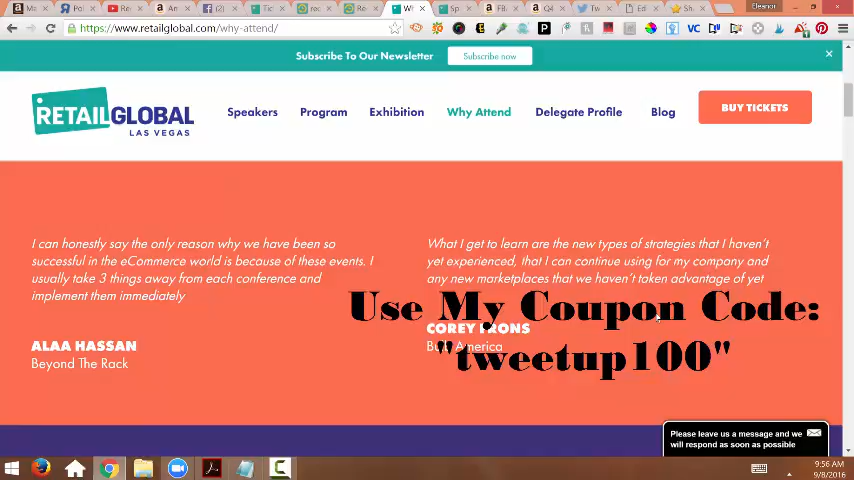 Eleanor
https://www.retailglobal.com/why-attend/
Subscribe To Our Newsletter
Subscribe now
RETAILGLOBAL
LAS VEGAS
Speakers
Program
Exhibition
Why Attend
Delegate Profile
Blog
BUY TICKETS
I can honestly say the only reason why we have been so
successful in the eCommerce world is because of these events. I
usually take 3 things away from each conference and
implement them immediately
ALAA HASSAN
Beyond The Rack
What I get to learn are the new types of strategies that I haven't
yet experienced, that I can continue using for my company and
any new marketplaces that we haven't taken advantage of yet
COREY
America
Use My Coupon Code:
"tweetup100"
Please leave us a message and we
will respond as soon as possible
9:56 AM
9/8/2016